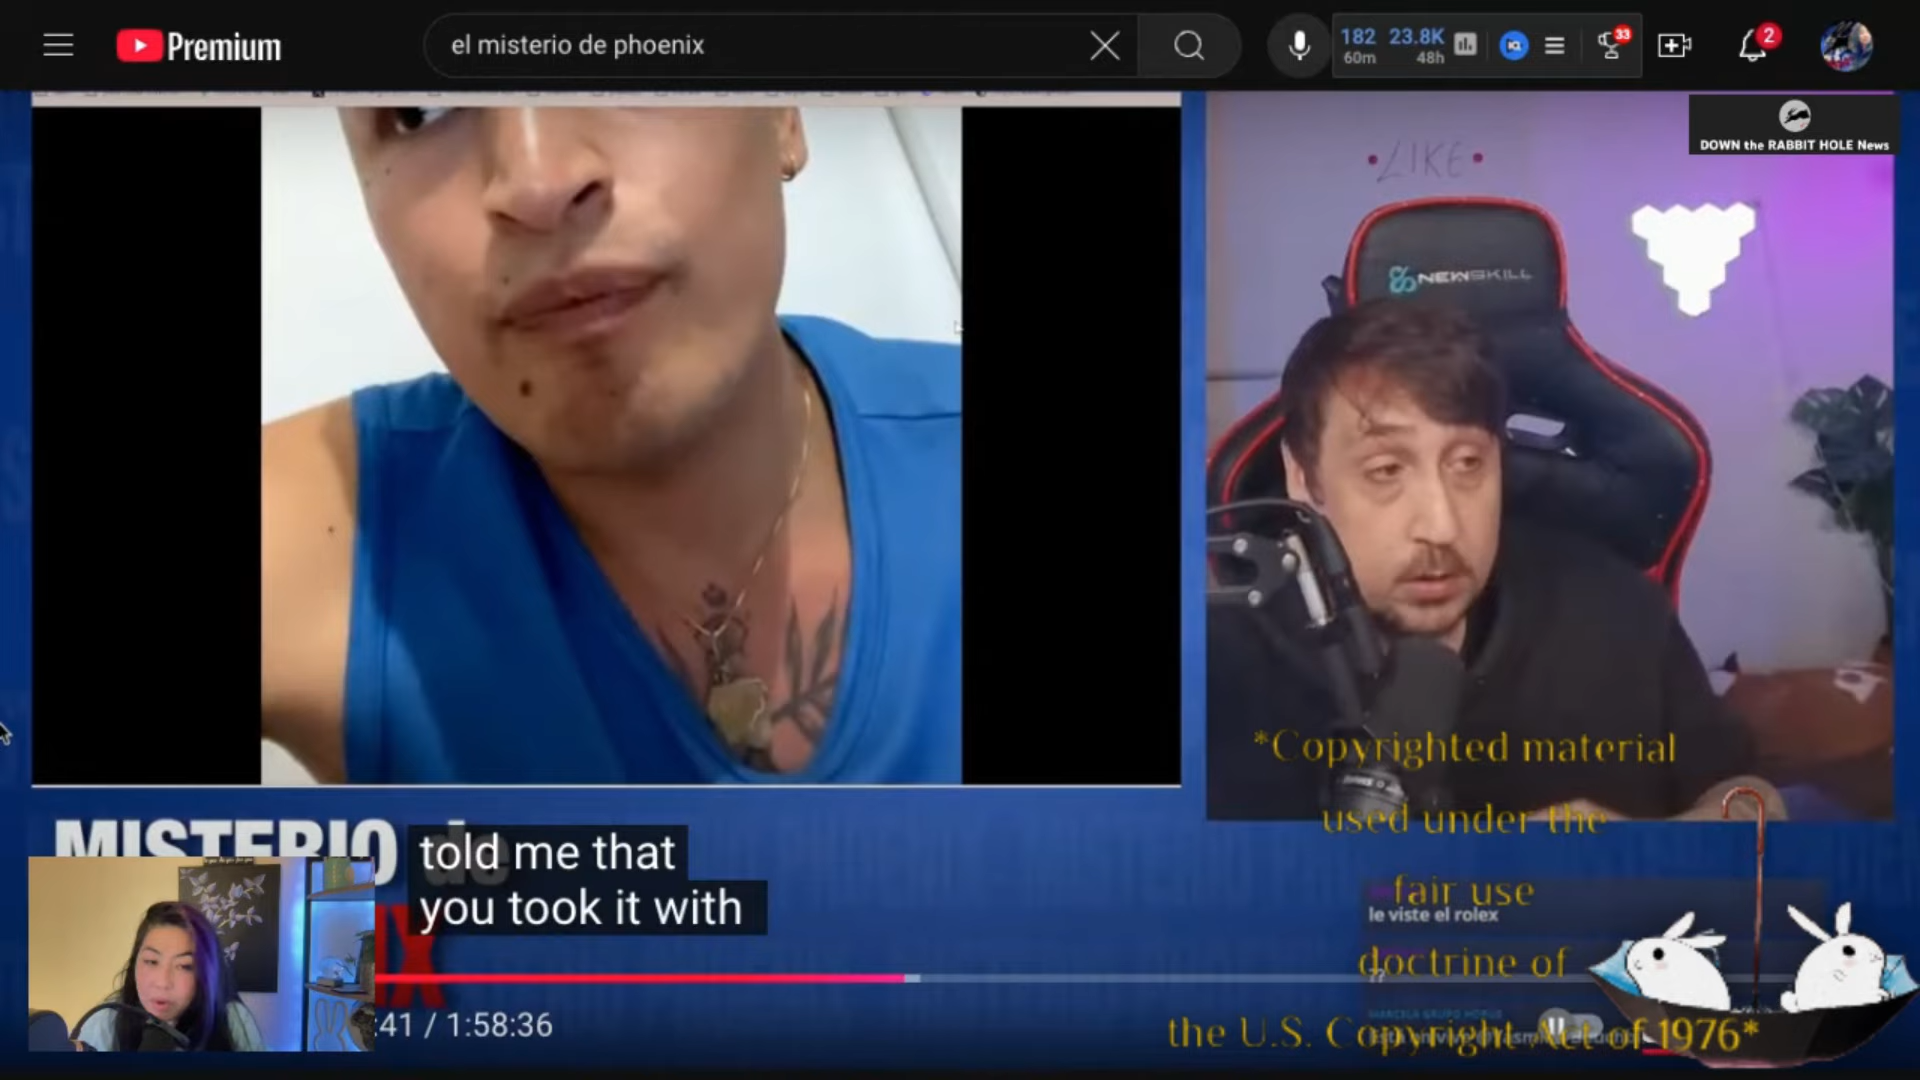 Premium
el misterio de phoenix
182 23.8K
60m 48h
33
2
DOWN the RABBIT HOLE News
•LIKE•
NEWSKILL
*Copyrighted material
used under the
fair use
le viste el rolex
doctrine of
??
the U.S. Copyright Act of 1976*
MISTERIO de
told me that
you took it with
:41 / 1:58:36